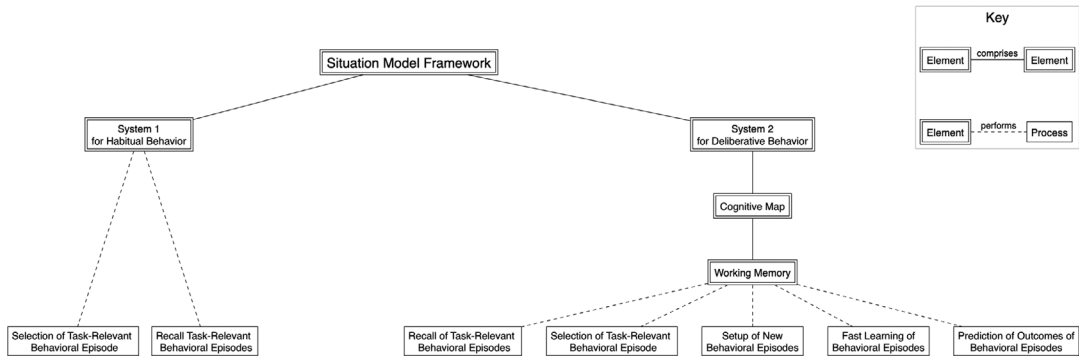 Key
Element
comprises
Element
Element
performs
Process
Situation Model Framework
System 1
for Habitual Behavior
System 2
for Deliberative Behavior
Cognitive Map
Working Memory
Selection of Task-Relevant
Behavioral Episode
Recall Task-Relevant
Behavioral Episodes
Recall of Task-Relevant
Behavioral Episodes
Selection of Task-Relevant
Behavioral Episode
Setup of New
Behavioral Episodes
Fast Learning of
Behavioral Episodes
Prediction of Outcomes of
Behavioral Episodes